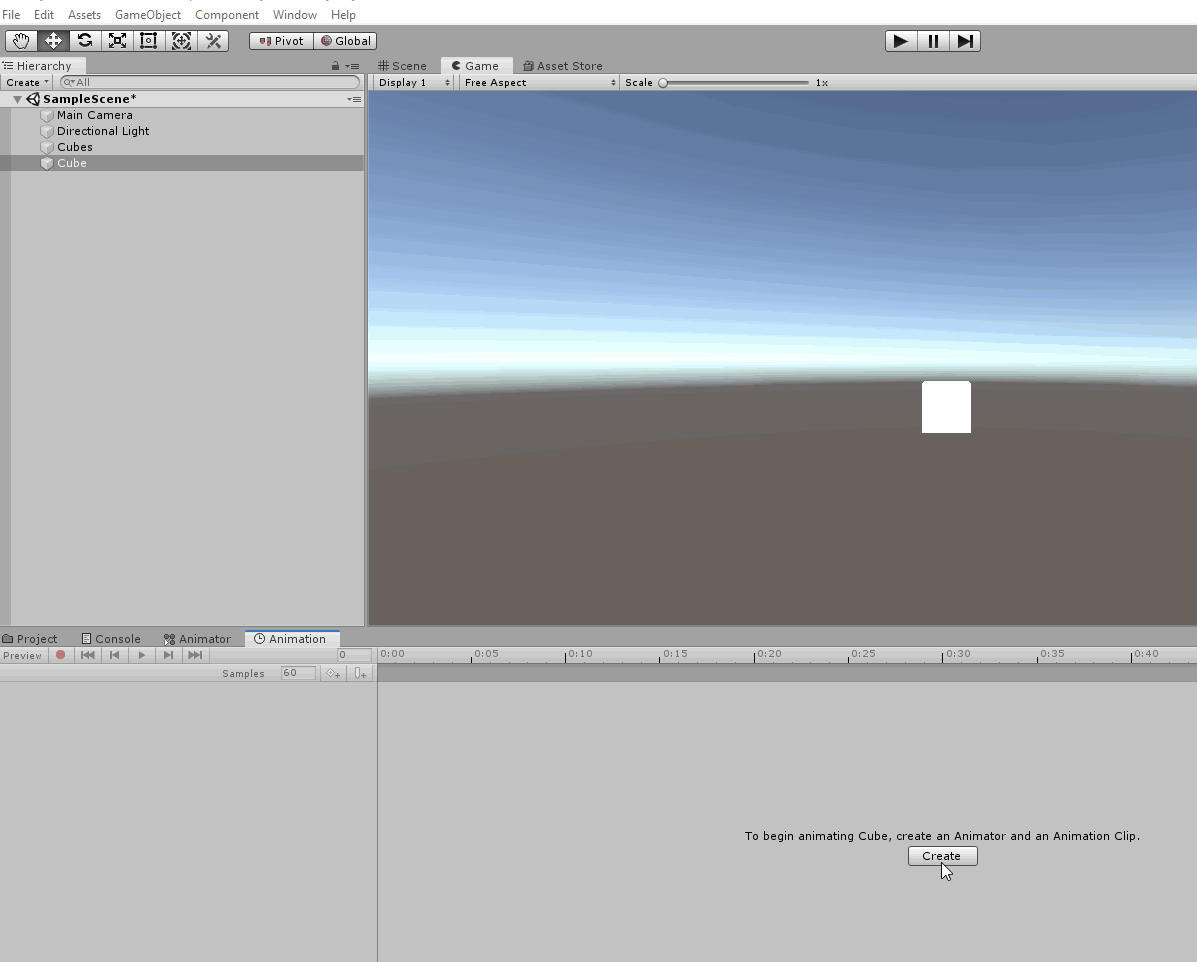 File Edit Assets GameObject Component Window Help
Pivot Global
Hierarchy
Scene Game Asset Store
Create All
Display 1 Free Aspect Scale 1x
SampleScene*
Main Camera
Directional Light
Cubes
Cube
Project Console Animator Animation
Preview 0 0:00 0:05 0:10 0:15 0:20 0:25 0:30 0:35 0:40
Samples 60
To begin animating Cube, create an Animator and an Animation Clip.
Create